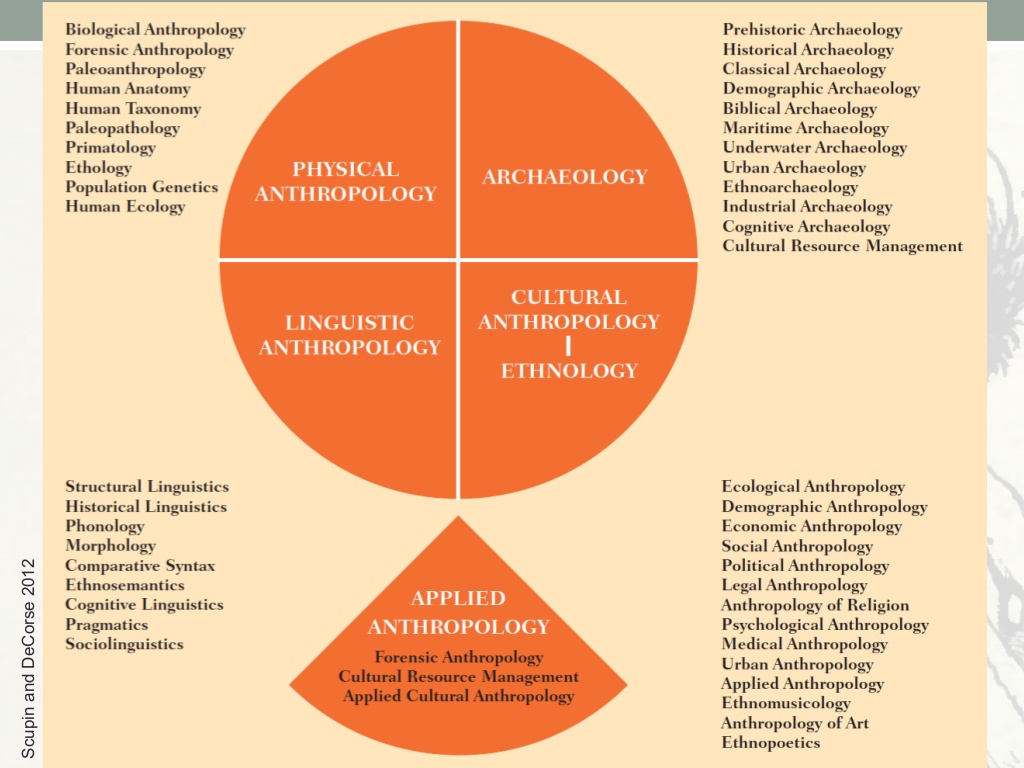 Biological Anthropology
Forensic Anthropology
Paleoanthropology
Human Anatomy
Human Taxonomy
Paleopathology
Primatology
Ethology
Population Genetics
Human Ecology
PHYSICAL
ANTHROPOLOGY
ARCHAEOLOGY
Prehistoric Archaeology
Historical Archaeology
Classical Archaeology
Demographic Archaeology
Biblical Archaeology
Maritime Archaeology
Underwater Archaeology
Urban Archaeology
Ethnoarchaeology
Industrial Archaeology
Cognitive Archaeology
Cultural Resource Management
LINGUISTIC
ANTHROPOLOGY
CULTURAL
ANTHROPOLOGY
ETHNOLOGY
Structural Linguistics
Historical Linguistics
Phonology
Morphology
Comparative Syntax
Ethnosemantics
Cognitive Linguistics
Pragmatics
Sociolinguistics
APPLIED
ANTHROPOLOGY
Forensic Anthropology
Cultural Resource Management
Applied Cultural Anthropology
Ecological Anthropology
Demographic Anthropology
Economic Anthropology
Social Anthropology
Political Anthropology
Legal Anthropology
Anthropology of Religion
Psychological Anthropology
Medical Anthropology
Urban Anthropology
Applied Anthropology
Ethnomusicology
Anthropology of Art
Ethnopoetics
Scupin and DeCorse 2012